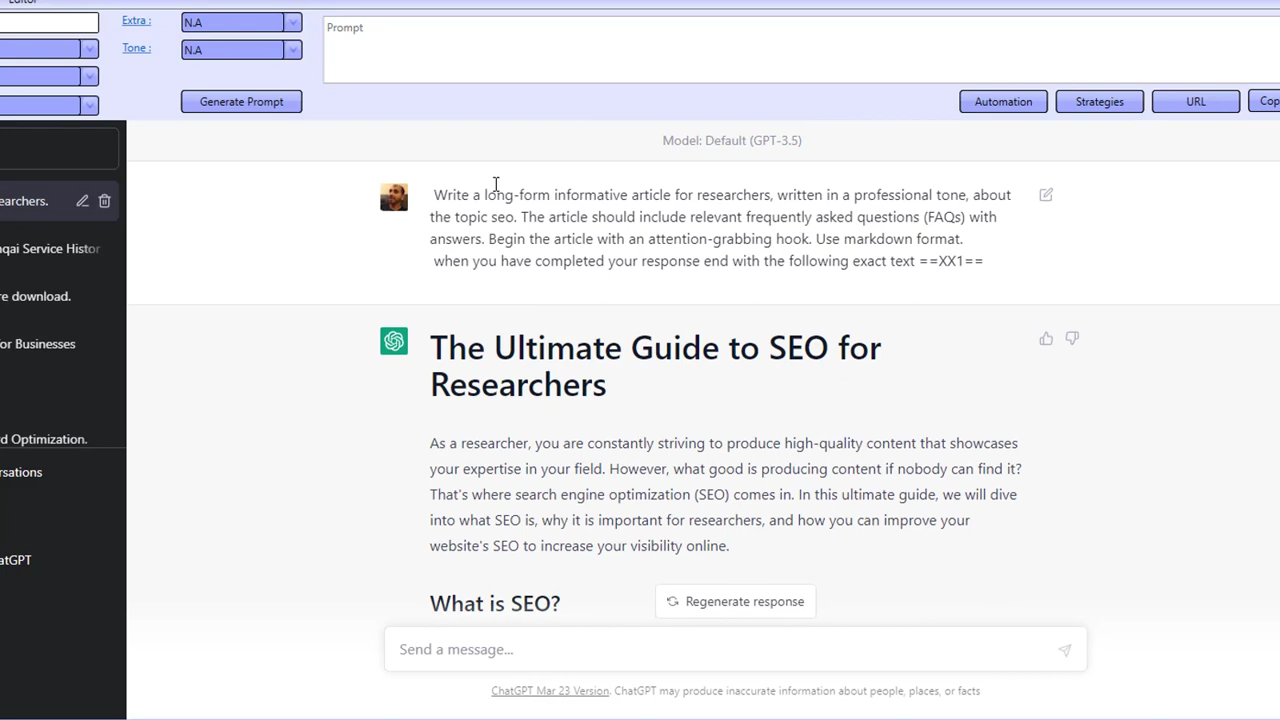 Editor
Extra :
N.A
Prompt
Tone :
N.A
Generate Prompt
Automation
Strategies
URL
Cop
Model: Default (GPT-3.5)
earchers.
nqai Service Histor
re download.
for Businesses
rd Optimization.
rsations
atGPT
Write a long-form informative article for researchers, written in a professional tone, about
the topic seo. The article should include relevant frequently asked questions (FAQs) with
answers. Begin the article with an attention-grabbing hook. Use markdown format.
when you have completed your response end with the following exact text ==XX1==
The Ultimate Guide to SEO for
Researchers
As a researcher, you are constantly striving to produce high-quality content that showcases
your expertise in your field. However, what good is producing content if nobody can find it?
That's where search engine optimization (SEO) comes in. In this ultimate guide, we will dive
into what SEO is, why it is important for researchers, and how you can improve your
website's SEO to increase your visibility online.
What is SEO?
Regenerate response
Send a message...
ChatGPT Mar 23 Version. ChatGPT may produce inaccurate information about people, places, or facts